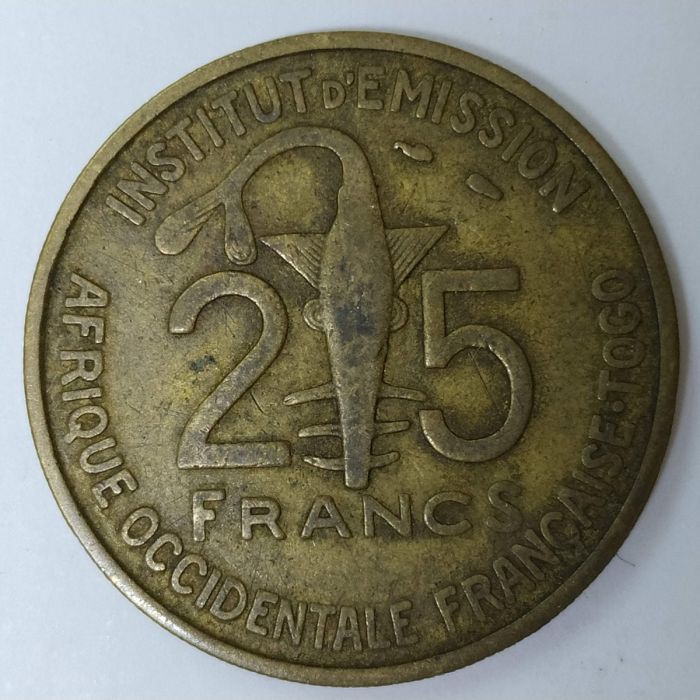 INSTITUT D'EMISSION
25
FRANCS
AFRIQUE OCCIDENTALE FRANÇAISE · TOGO